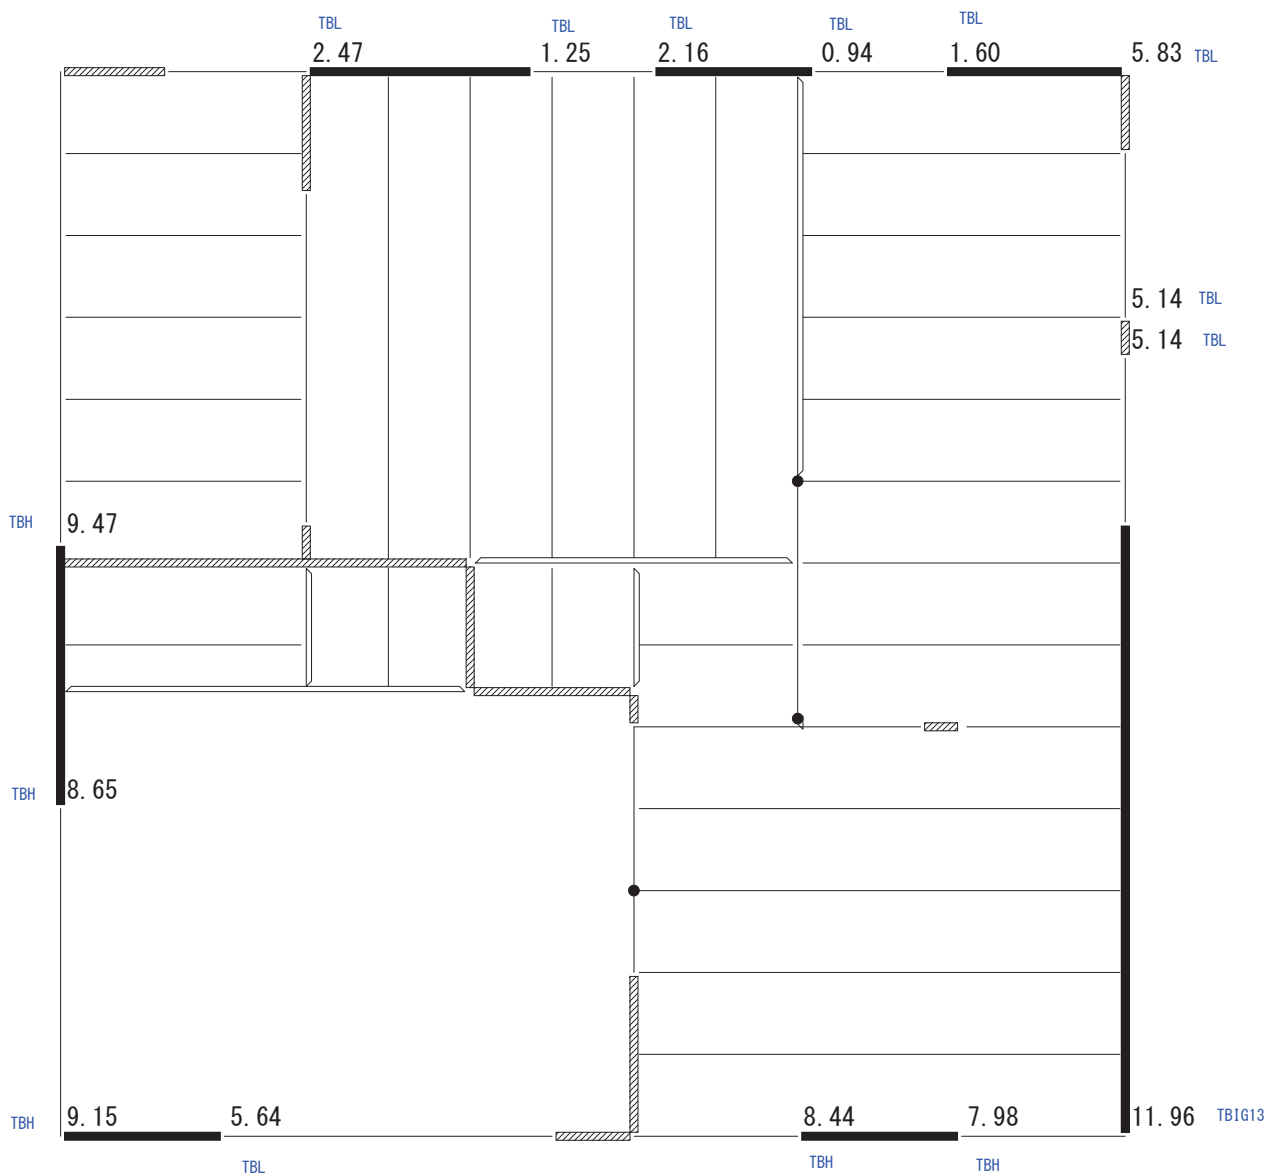 TBL TBL TBL TBL TBL
2.47 1.25 2.16 0.94 1.60 5.83 TBL
5.14 TBL
5.14 TBL
TBH 9.47
TBH 8.65
TBH 9.15 5.64 8.44 7.98 11.96 TBIG13
TBL TBH TBH